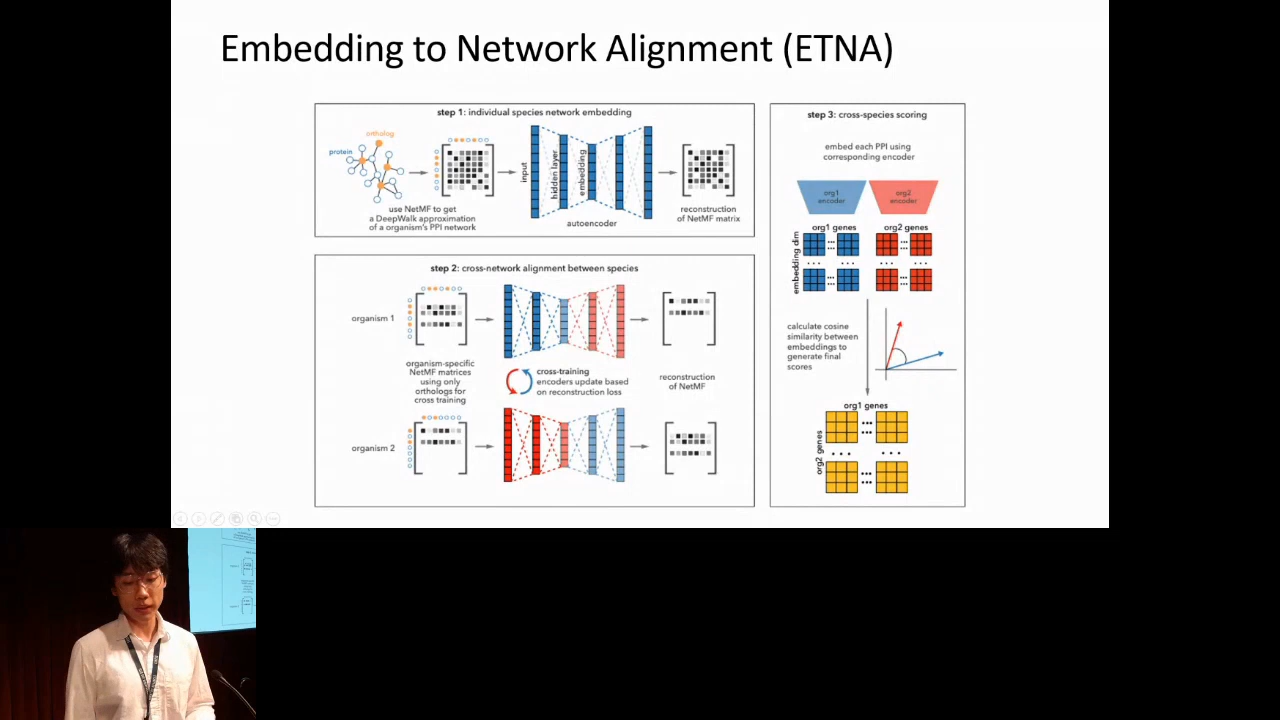 Embedding to Network Alignment (ETNA)
step 1: individual species network embedding
ortholog
protein
use NetMF to get
a DeepWalk approximation
of a organism's PPI network
input
hidden layer
embedding
autoencoder
reconstruction
of NetMF matrix
step 2: cross-network alignment between species
organism 1
organism-specific
NetMF matrices
using only
orthologs for
cross training
cross-training
encoders update based
on reconstruction loss
reconstruction
of NetMF
organism 2
step 3: cross-species scoring
embed each PPI using
corresponding encoder
org1
encoder
org2
encoder
org1 genes
org2 genes
embedding dim
calculate cosine
similarity between
embeddings to
generate final
scores
org1 genes
org2 genes